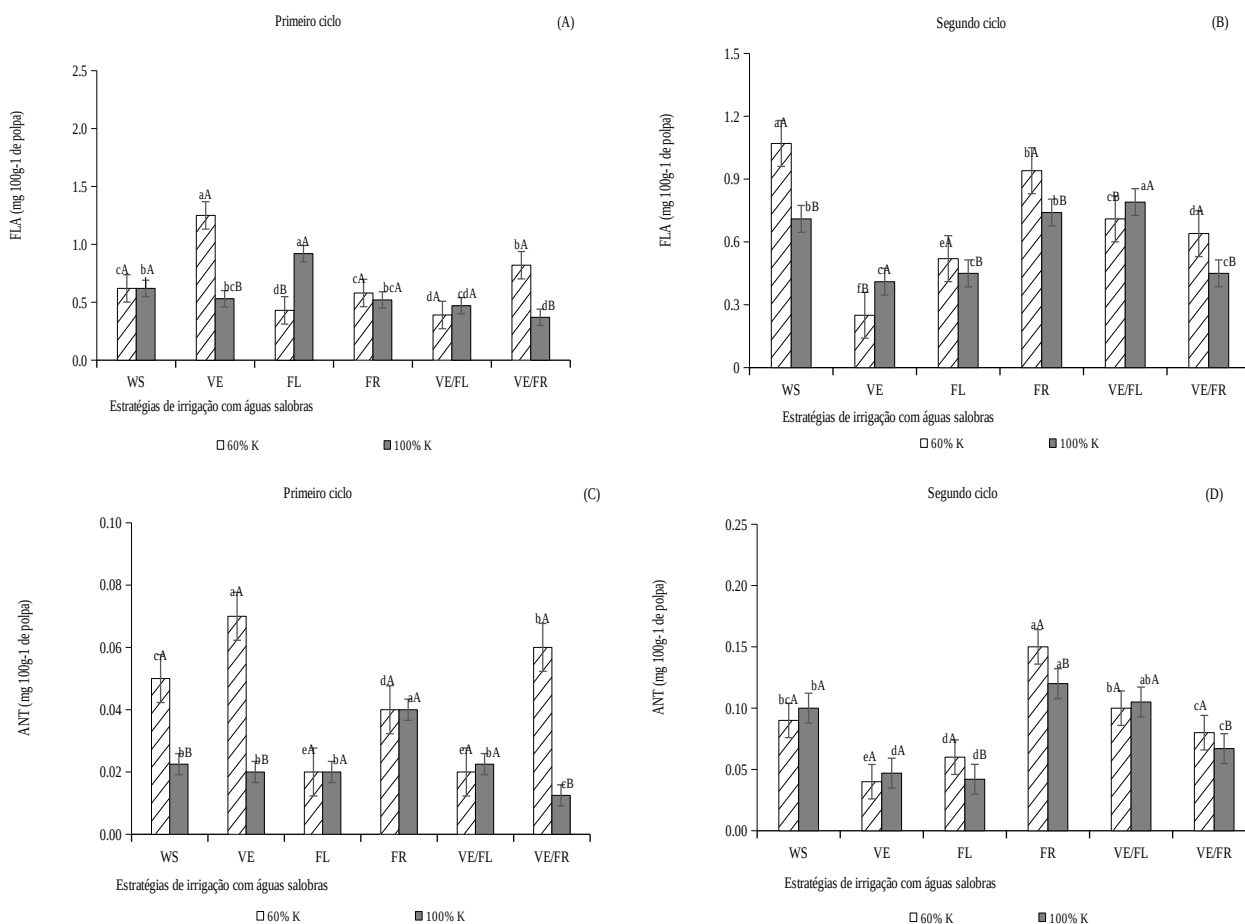 Primeiro ciclo (A)
FLA (mg 100g-1 de polpa)
2.5
2.0
1.5
1.0
0.5
0.0
cA bA aA bcB dB aA cA bcA dA cdA bA dB
WS VE FL FR VE/FL VE/FR
Estratégias de irrigação com águas salobras
60% K 100% K
Segundo ciclo (B)
FLA (mg 100g-1 de polpa)
1.5
1.2
0.9
0.6
0.3
0
aA bB fB cA eA cB bA bB cB aA dA cB
WS VE FL FR VE/FL VE/FR
Estratégias de irrigação com águas salobras
60% K 100% K
Primeiro ciclo (C)
ANT (mg 100g-1 de polpa)
0.10
0.08
0.06
0.04
0.02
0.00
cA bB aA bB eA bA dA aA eA bA bA cB
WS VE FL FR VE/FL VE/FR
Estratégias de irrigação com águas salobras
60% K 100% K
Segundo ciclo (D)
ANT (mg 100g-1 de polpa)
0.25
0.20
0.15
0.10
0.05
0.00
bcA bA eA dA dA dB aA aB bA abA cA cB
WS VE FL FR VE/FL VE/FR
Estratégias de irrigação com águas salobras
60% K 100% K